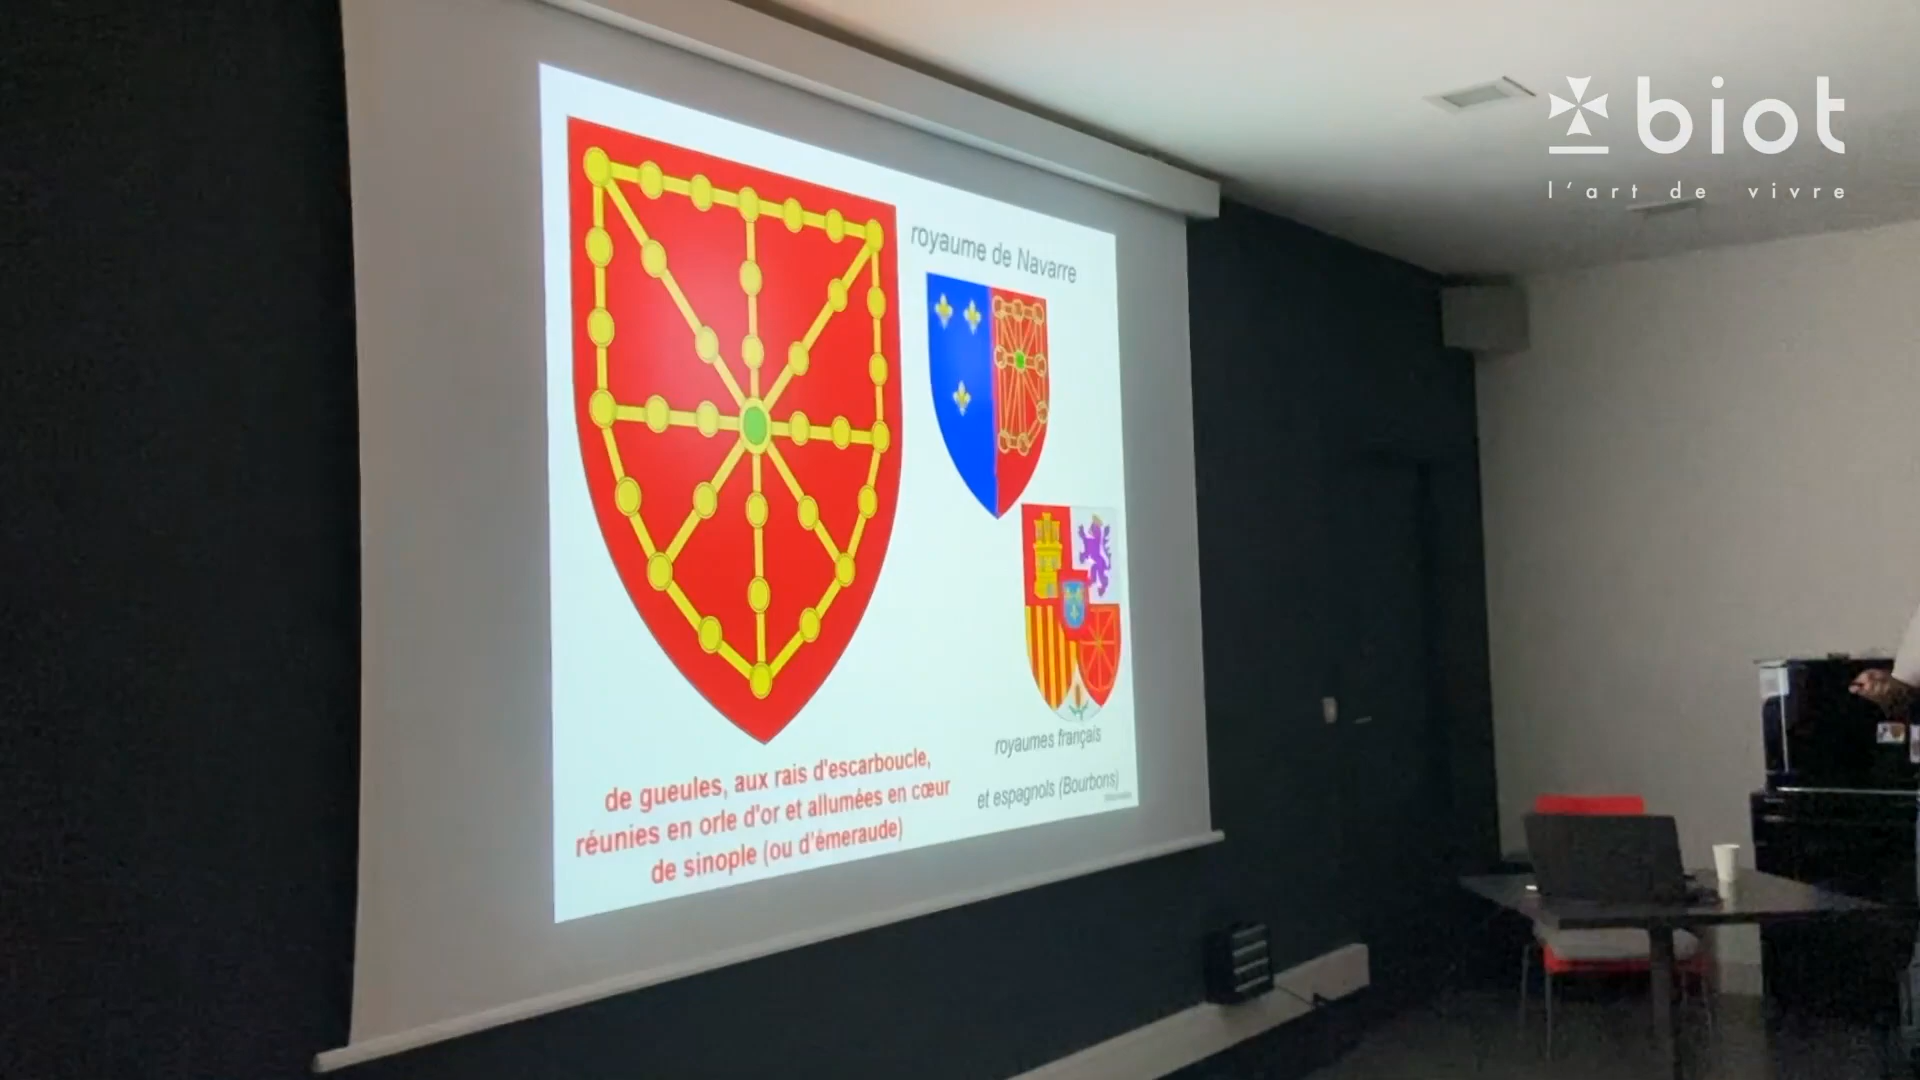 biot
l'art de vivre
royaume de Navarre
royaumes français
et espagnols (Bourbons)
de gueules, aux rais d'escarboucle,
réunies en orle d'or et allumées en cœur
de sinople (ou d'émeraude)